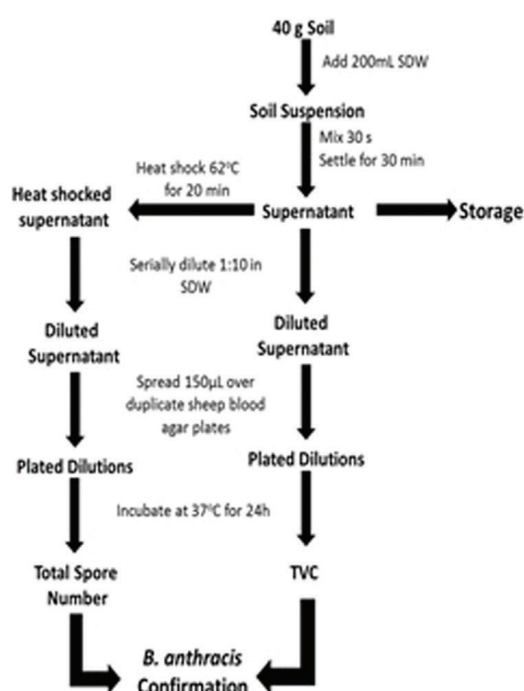 40 g Soil
Add 200mL SDW
Soil Suspension
Mix 30 s
Settle for 30 min
Heat shock 62⁰C
for 20 min
Heat shocked
supernatant
Supernatant
Storage
Serially dilute 1:10 in
SDW
Diluted
Supernatant
Diluted
Supernatant
Spread 150µL over
duplicate sheep blood
agar plates
Plated Dilutions
Plated Dilutions
Incubate at 37⁰C for 24h
Total Spore
Number
TVC
B. anthracis
Confirmation